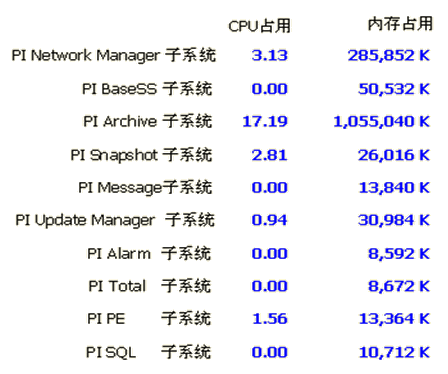 CPU占用 内存占用
PI Network Manager 子系统 3.13 285,852 K
PI BaseSS 子系统 0.00 50,532 K
PI Archive 子系统 17.19 1,055,040 K
PI Snapshot 子系统 2.81 26,016 K
PI Message子系统 0.00 13,840 K
PI Update Manager 子系统 0.94 30,984 K
PI Alarm 子系统 0.00 8,592 K
PI Total 子系统 0.00 8,672 K
PI PE 子系统 1.56 13,364 K
PI SQL 子系统 0.00 10,712 K